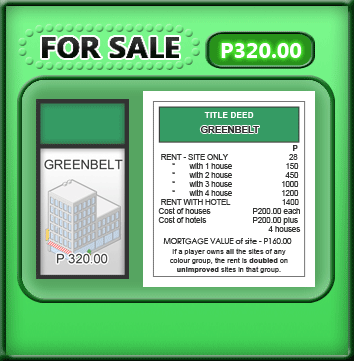 FOR SALE P320.00
GREENBELT
P 320.00
TITLE DEED
GREENBELT
P
RENT - SITE ONLY 28
" with 1 house 150
" with 2 house 450
" with 3 house 1000
" with 4 house 1200
RENT WITH HOTEL 1400
Cost of houses P200.00 each
Cost of hotels P200.00 plus
4 houses
MORTGAGE VALUE of site - P160.00
If a player owns all the sites of any
colour group, the rent is doubled on
unimproved sites in that group.